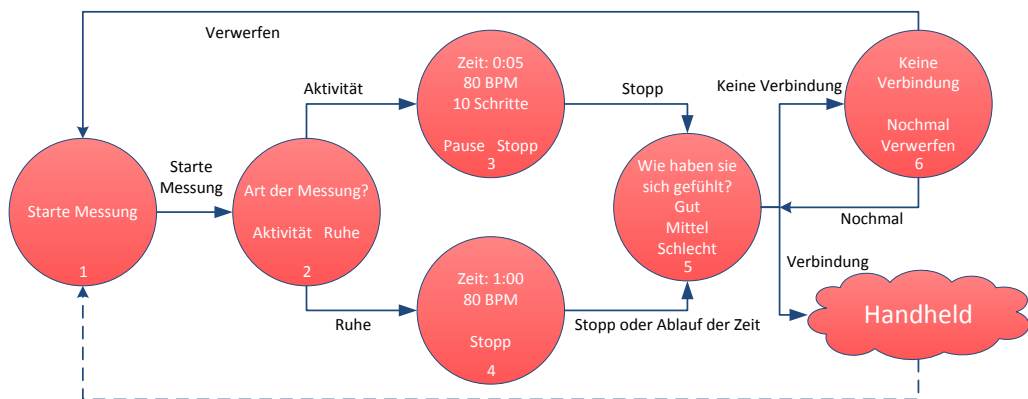 Verwerfen
Starte Messung
1
Starte
Messung
Art der Messung?
Aktivität Ruhe
2
Aktivität
Zeit: 0:05
80 BPM
10 Schritte
Pause Stopp
3
Ruhe
Zeit: 1:00
80 BPM
Stopp
4
Stopp
Stopp oder Ablauf der Zeit
Wie haben sie
sich gefühlt?
Gut
Mittel
Schlecht
5
Keine Verbindung
Keine
Verbindung
Nochmal
Verwerfen
6
Nochmal
Verbindung
Handheld